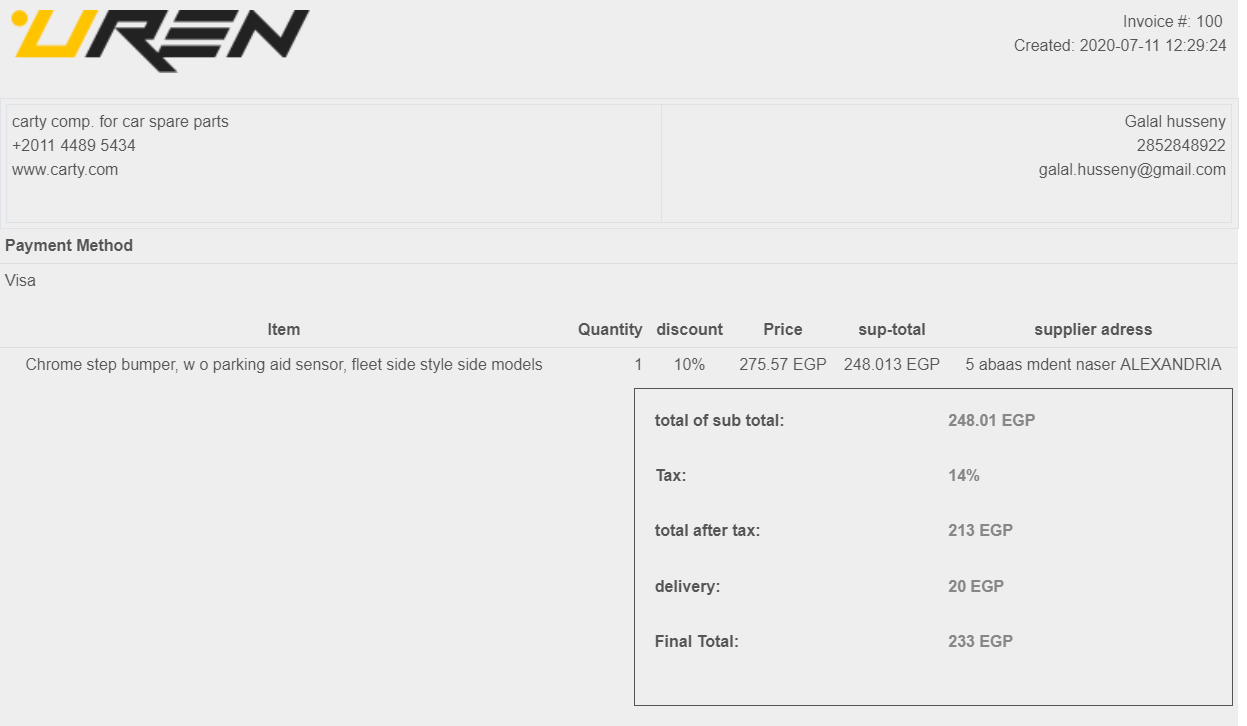 UREN
Invoice #: 100
Created: 2020-07-11 12:29:24
carty comp. for car spare parts
+2011 4489 5434
www.carty.com
Galal husseny
2852848922
galal.husseny@gmail.com
Payment Method
Visa
Item Quantity discount Price sup-total supplier adress
Chrome step bumper, w o parking aid sensor, fleet side style side models 1 10% 275.57 EGP 248.013 EGP 5 abaas mdent naser ALEXANDRIA
total of sub total: 248.01 EGP
Tax: 14%
total after tax: 213 EGP
delivery: 20 EGP
Final Total: 233 EGP